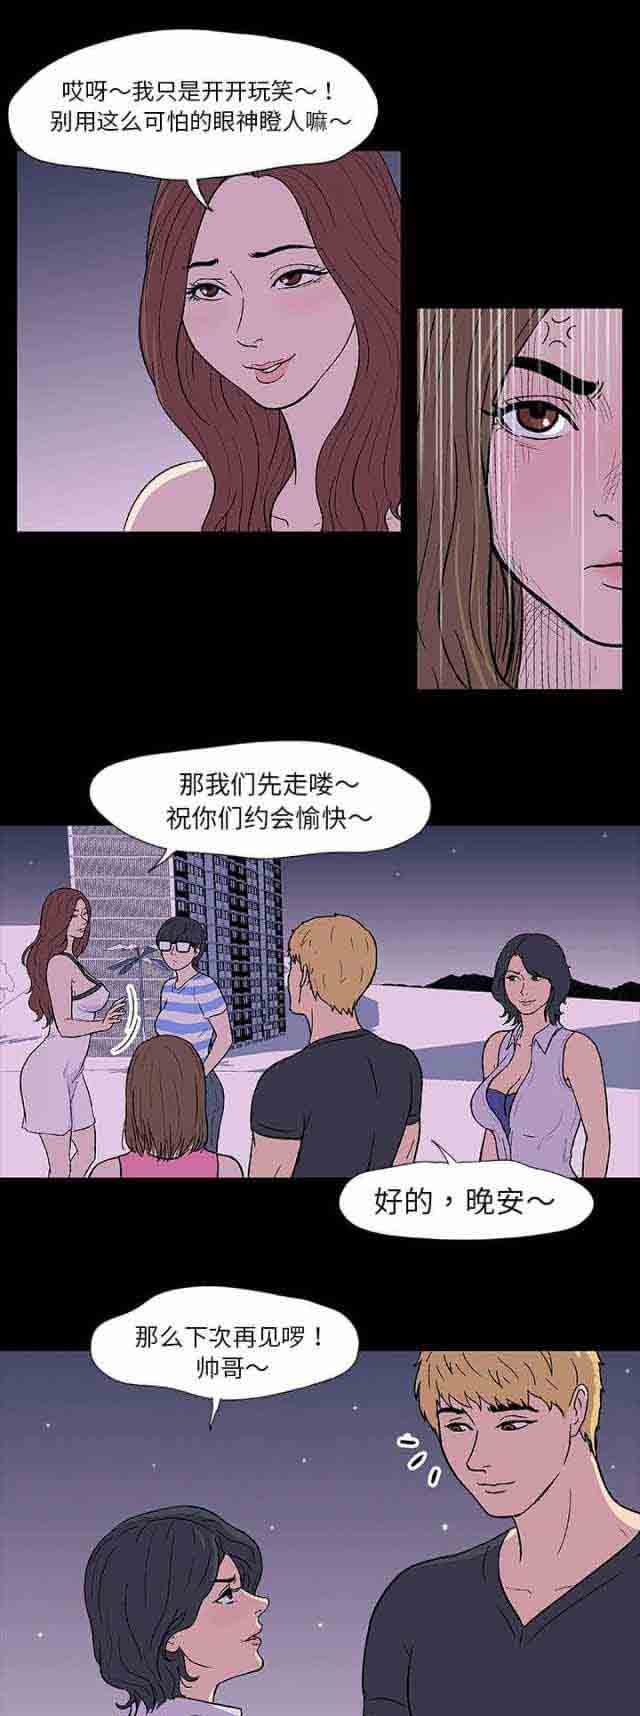 哎呀～我只是开开玩笑～！
别用这么可怕的眼神瞪人嘛～
那我们先走喽～
祝你们约会愉快～
好的，晚安～
那么下次再见啰！
帅哥～